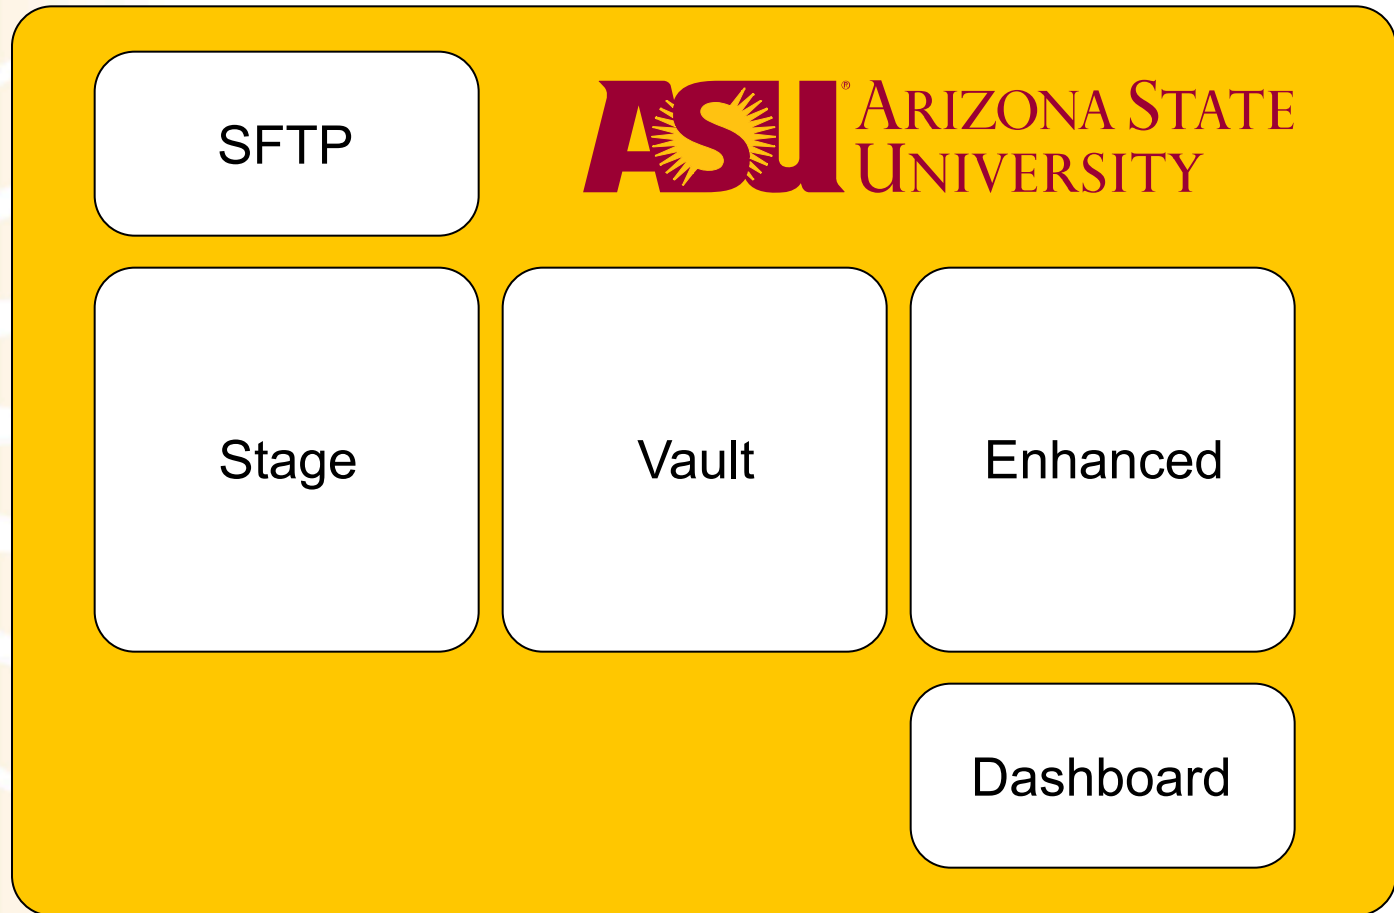 SFTP
ASU® ARIZONA STATE
UNIVERSITY
Stage
Vault
Enhanced
Dashboard